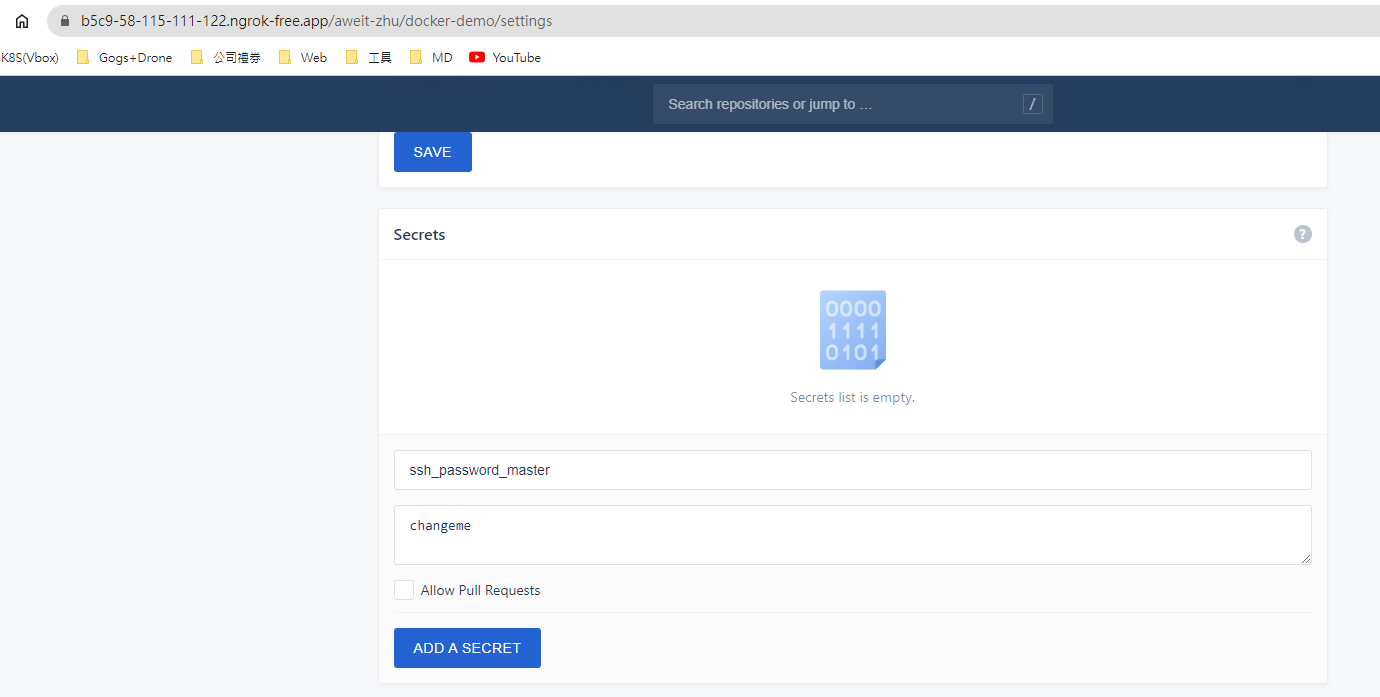 b5c9-58-115-111-122.ngrok-free.app/aweit-zhu/docker-demo/settings
K8S(Vbox) Gogs+Drone 公司禮券 Web 工具 MD YouTube
Search repositories or jump to … /
SAVE
Secrets ?
0000
1111
0101
Secrets list is empty.
ssh_password_master
changeme
Allow Pull Requests
ADD A SECRET